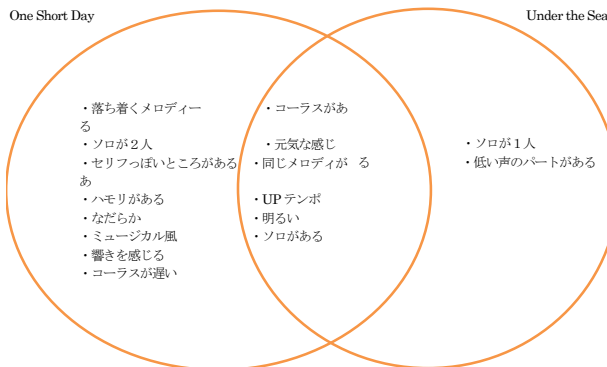 One Short Day
Under the Sea
・落ち着くメロディー
る
・ソロが２人
・セリフっぽいところがある
あ
・ハモリがある
・なだらか
・ミュージカル風
・響きを感じる
・コーラスが遅い
・コーラスがあ
・元気な感じ
・同じメロディが る
・UP テンポ
・明るい
・ソロがある
・ソロが１人
・低い声のパートがある